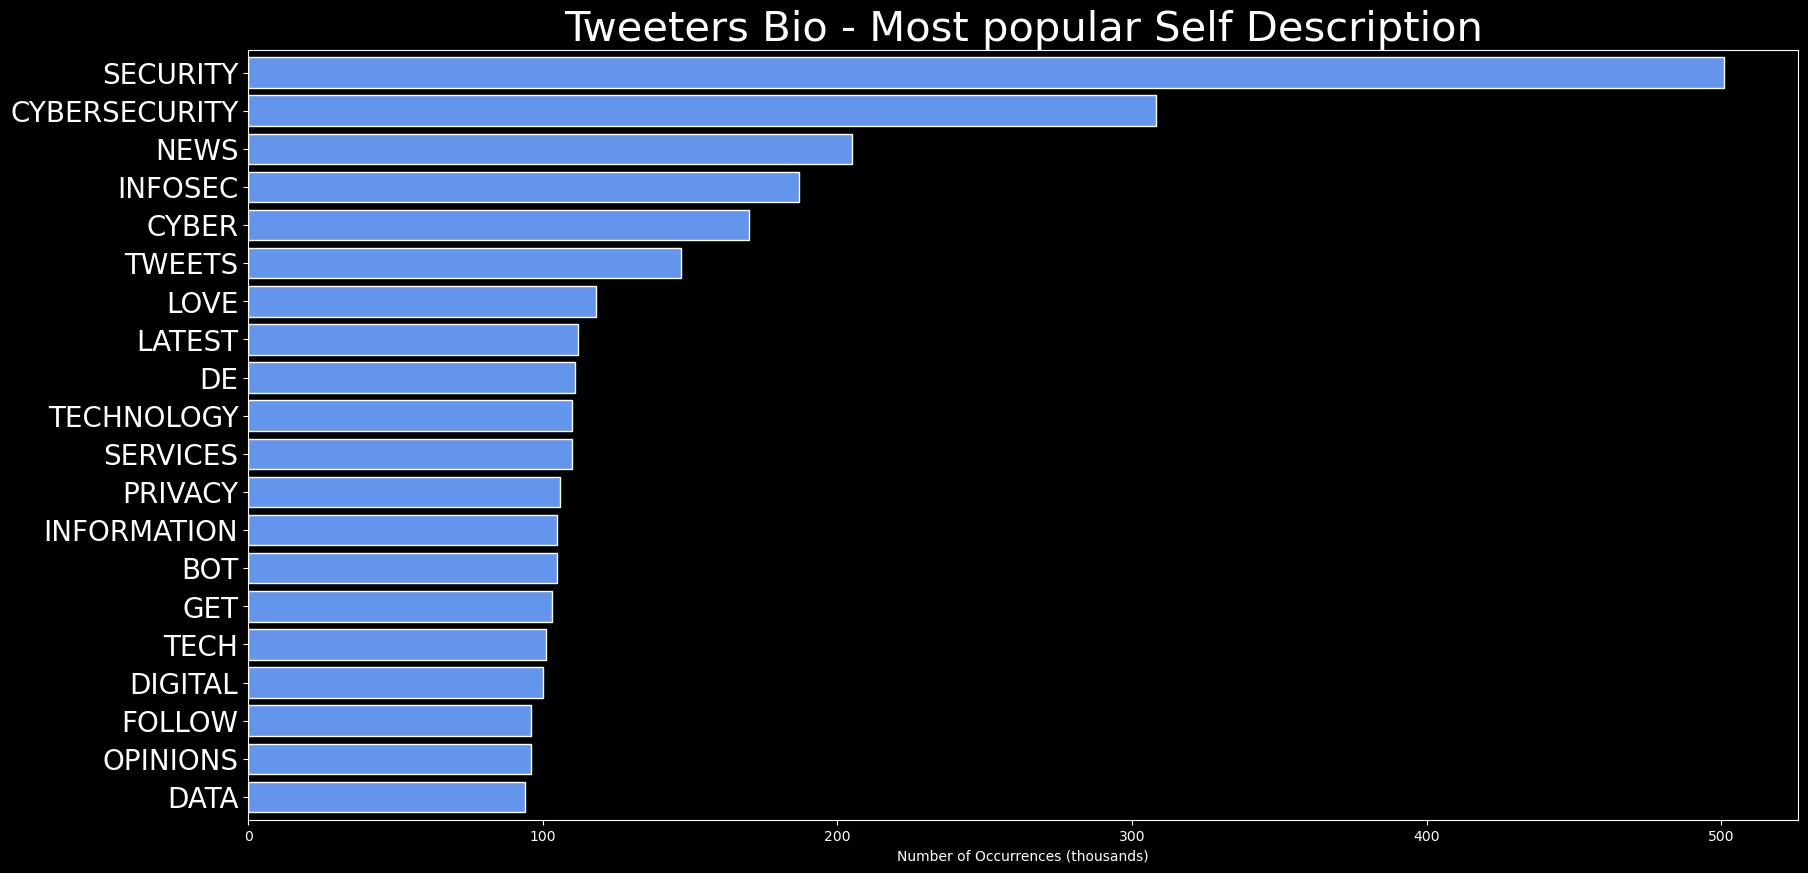 Tweeters Bio - Most popular Self Description
SECURITY
CYBERSECURITY
NEWS
INFOSEC
CYBER
TWEETS
LOVE
LATEST
DE
TECHNOLOGY
SERVICES
PRIVACY
INFORMATION
BOT
GET
TECH
DIGITAL
FOLLOW
OPINIONS
DATA
0 100 200 300 400 500
Number of Occurrences (thousands)